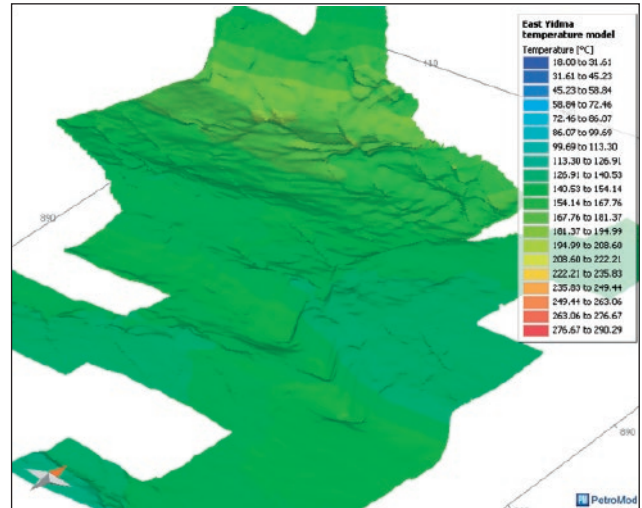 East Yidma
temperature model
Temperature [°C]
18.00 to 31.61
31.61 to 45.23
45.23 to 58.84
58.84 to 72.46
72.46 to 86.07
86.07 to 99.69
99.69 to 113.30
113.30 to 126.91
126.91 to 140.53
140.53 to 154.14
154.14 to 167.76
167.76 to 181.37
181.37 to 194.99
194.99 to 208.60
208.60 to 222.21
222.21 to 235.83
235.83 to 249.44
249.44 to 263.06
263.06 to 276.67
276.67 to 290.29
890
890
PetroMod